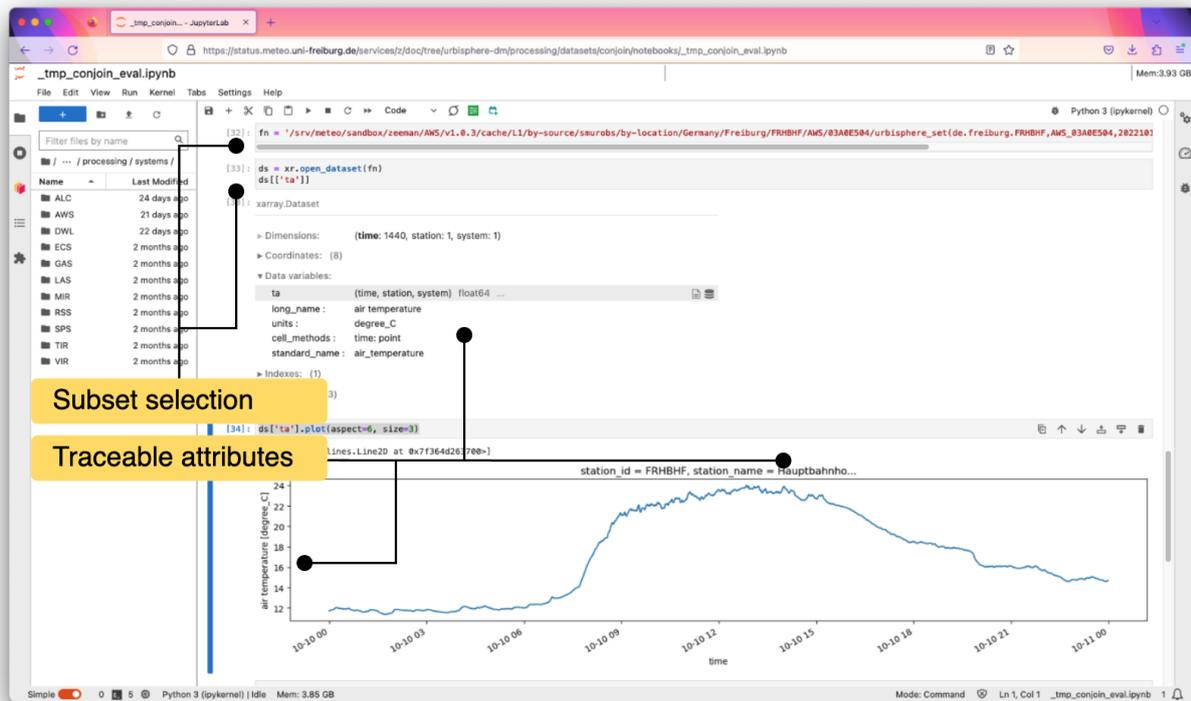 _tmp_conjoin... - JupyterLab
https://status.meteo.uni-freiburg.de/services/z/doc/tree/urbisphere-dm/processing/datasets/conjoin/notebooks/_tmp_conjoin_eval.ipynb
_tmp_conjoin_eval.ipynb
Mem:3.93 GB
File Edit View Run Kernel Tabs Settings Help
Code
Python 3 (ipykernel)
Filter files by name
/ ... / processing / systems /
Name Last Modified
ALC 24 days ago
AWS 21 days ago
DWL 22 days ago
ECS 2 months ago
GAS 2 months ago
LAS 2 months ago
MIR 2 months ago
RSS 2 months ago
SPS 2 months ago
TIR 2 months ago
VIR 2 months ago
[32]: fn = '/srv/meteo/sandbox/zeeman/AWS/v1.0.3/cache/L1/by-source/smurobs/by-location/Germany/Freiburg/FRHBHF/AWS/03A0E504/urbisphere_set(de.freiburg.FRHBHF,AWS_03A0E504,2022101
[33]: ds = xr.open_dataset(fn)
ds[['ta']]
xarray.Dataset
Dimensions: (time: 1440, station: 1, system: 1)
Coordinates: (8)
Data variables:
ta (time, station, system) float64 ...
long_name : air temperature
units : degree_C
cell_methods : time: point
standard_name : air_temperature
Indexes: (1)
3)
Subset selection
[34]: ds['ta'].plot(aspect=6, size=3)
Traceable attributes
lines.Line2D at
station_id = FRHBHF, station_name = Hauptbahnho...
air temperature [degree_C]
24
22
20
18
16
14
12
10-10 00 10-10 03 10-10 06 10-10 09 10-10 12 10-10 15 10-10 18 10-10 21 10-11 00
time
Simple 0 5 Python 3 (ipykernel) | Idle Mem: 3.85 GB Mode: Command Ln 1, Col 1 _tmp_conjoin_eval.ipynb 1